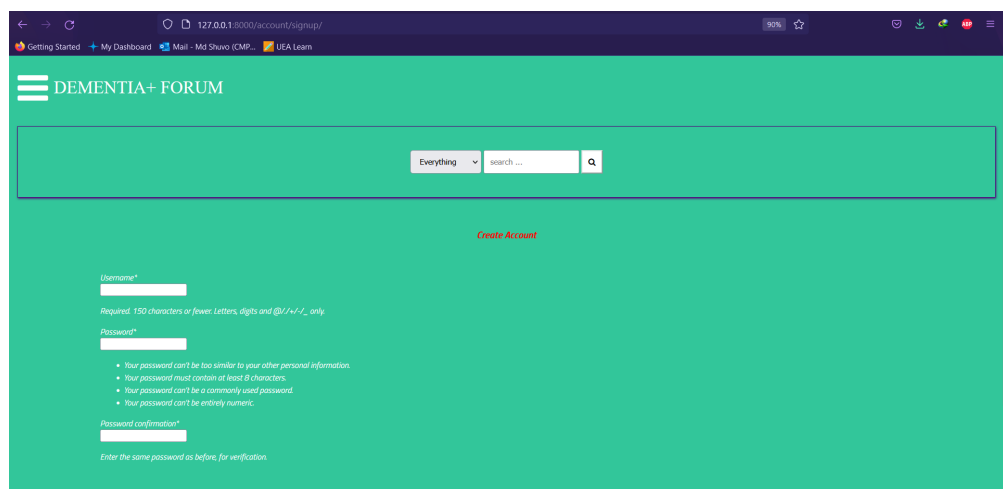 127.0.0.1:8000/account/signup/
90%
ABP
Getting Started My Dashboard Mail - Md Shuvo (CMP... UEA Learn
DEMENTIA+ FORUM
Everything search ...
Create Account
Username*
Required. 150 characters or fewer. Letters, digits and @/./+/-/_ only.
Password*
Your password can't be too similar to your other personal information.
Your password must contain at least 8 characters.
Your password can't be a commonly used password.
Your password can't be entirely numeric.
Password confirmation*
Enter the same password as before, for verification.